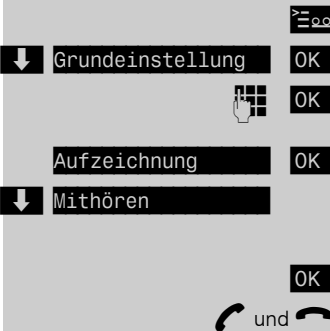 Grundeinstellung OK
OK
Aufzeichnung OK
Mithören
OK
und